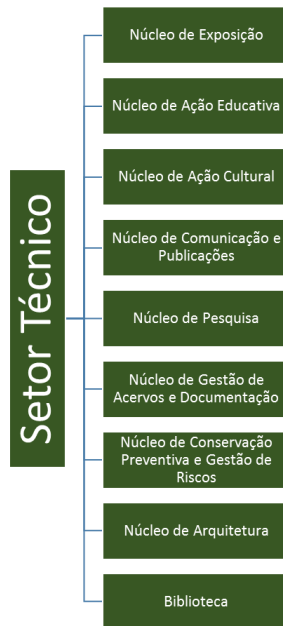 Setor Técnico
Núcleo de Exposição
Núcleo de Ação Educativa
Núcleo de Ação Cultural
Núcleo de Comunicação e
Publicações
Núcleo de Pesquisa
Núcleo de Gestão de
Acervos e Documentação
Núcleo de Conservação
Preventiva e Gestão de
Riscos
Núcleo de Arquitetura
Biblioteca